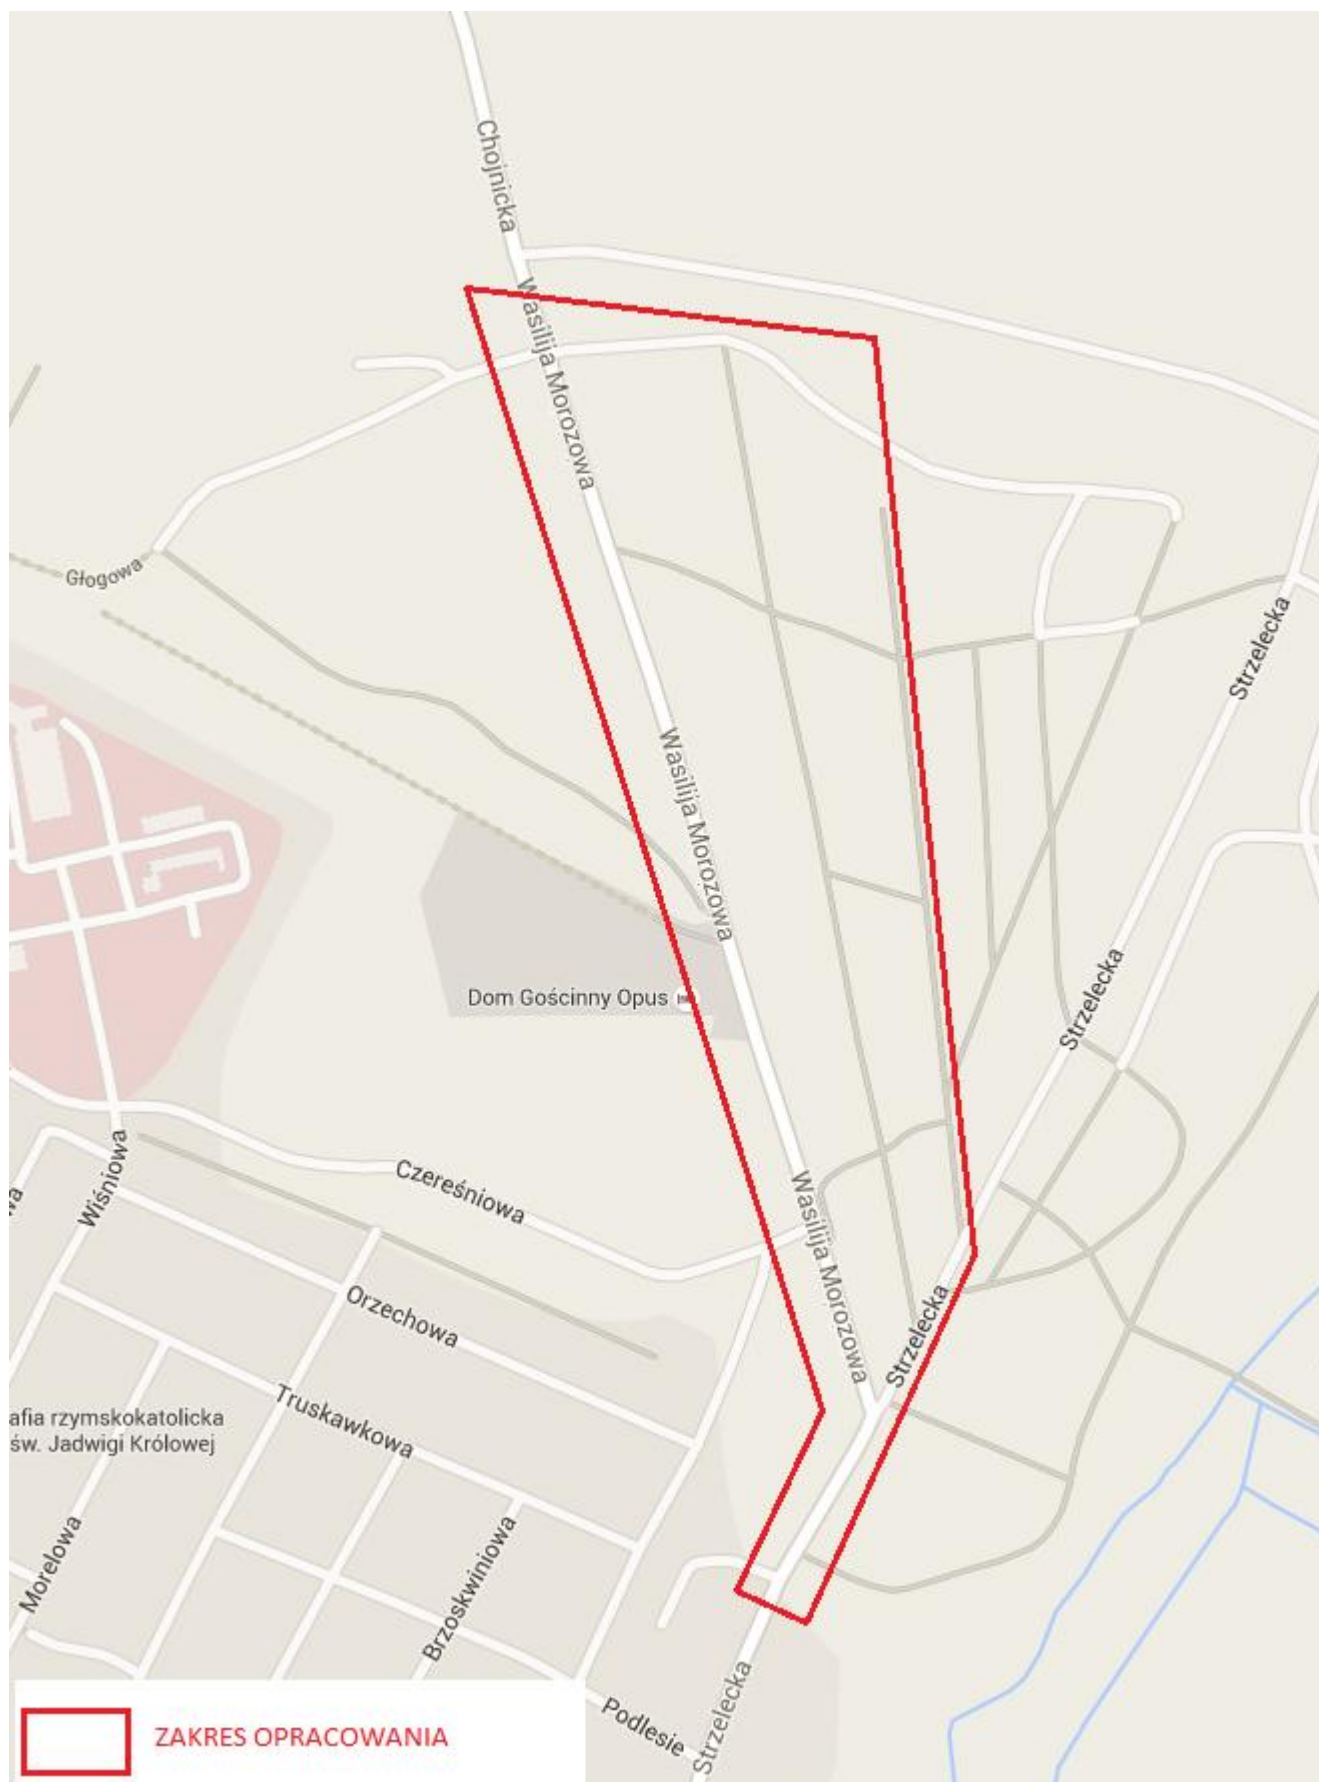 Chojnicka
Wasilija Morozowa
Głogowa
Strzelecka
Wasilija Morozowa
Dom Gościnny Opus
Strzelecka
Wiśniowa
Czereśniowa
Wasilija Morozowa
wa
Orzechowa
Strzelecka
Truskawkowa
afia rzymskokatolicka
św. Jadwigi Królowej
Morelowa
Brzoskwiniowa
Podlesie
Strzelecka
ZAKRES OPRACOWANIA